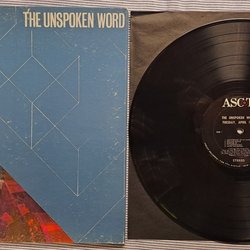 THE UNSPOKEN WORD
ASC·T
THE UNSPOKEN WO
TUESDAY, APRIL
STEREO